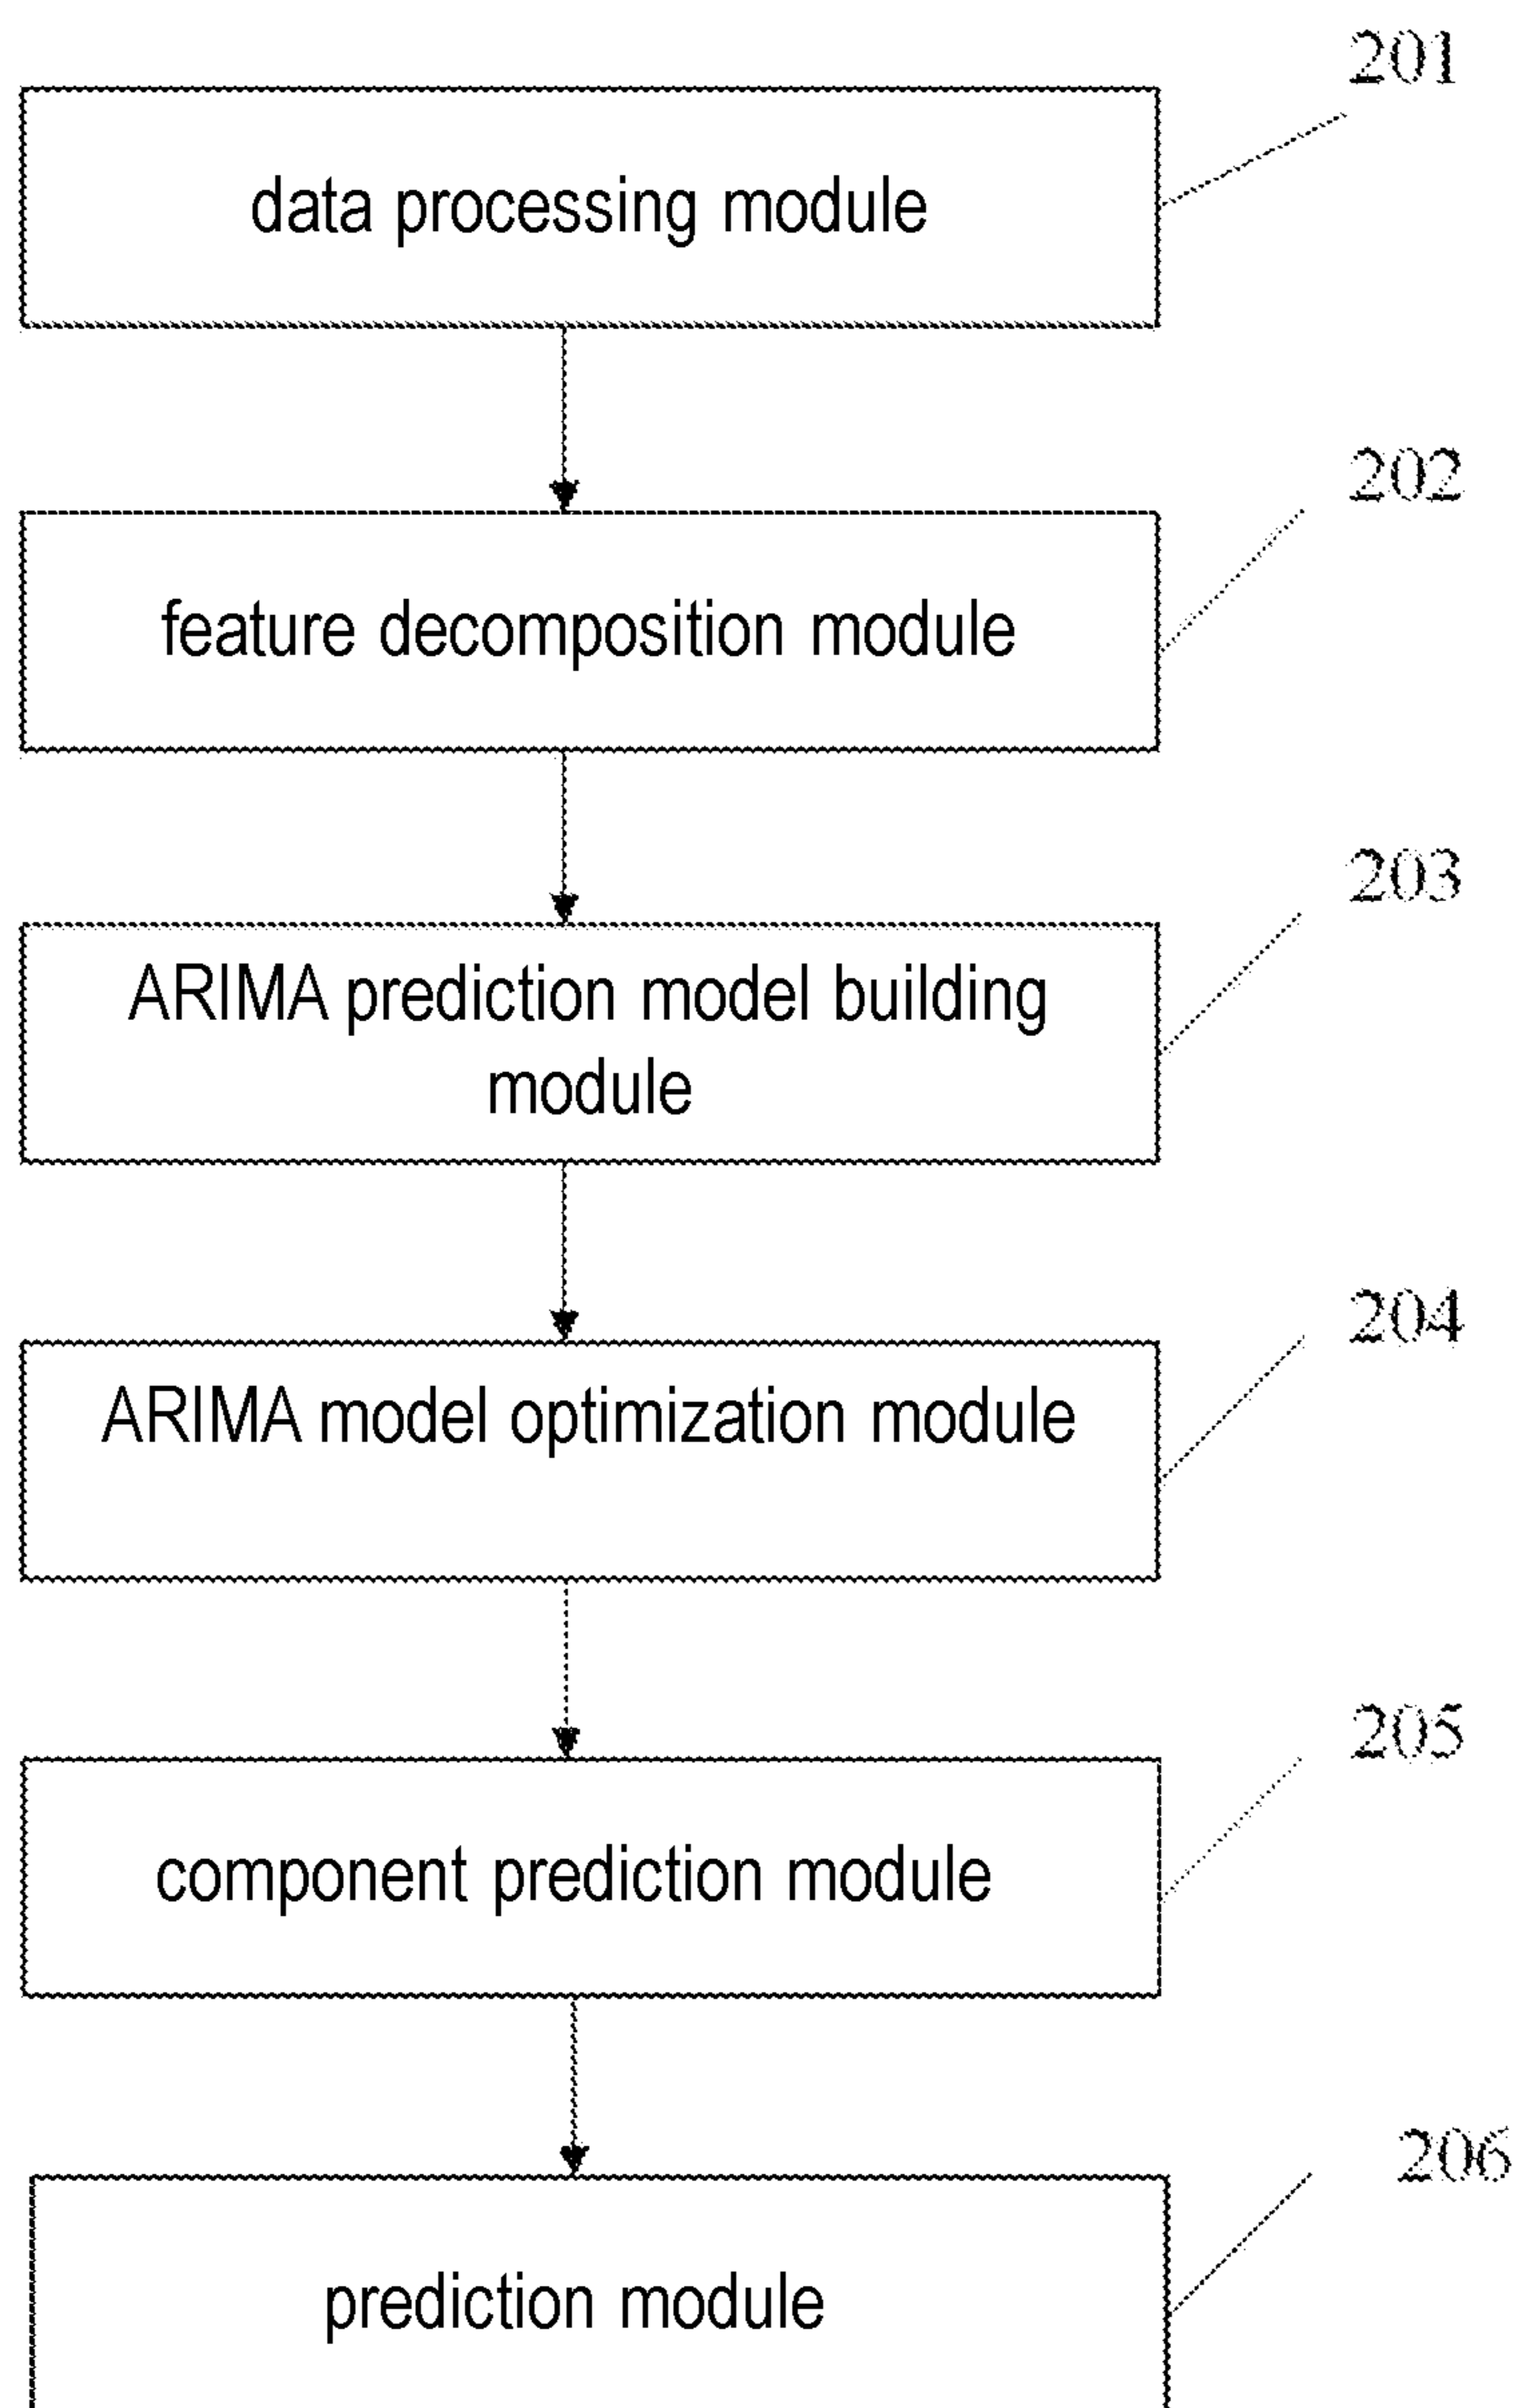 201
data processing module
202
feature decomposition module
203
ARIMA prediction model building
module
204
ARIMA model optimization module
205
component prediction module
206
prediction module